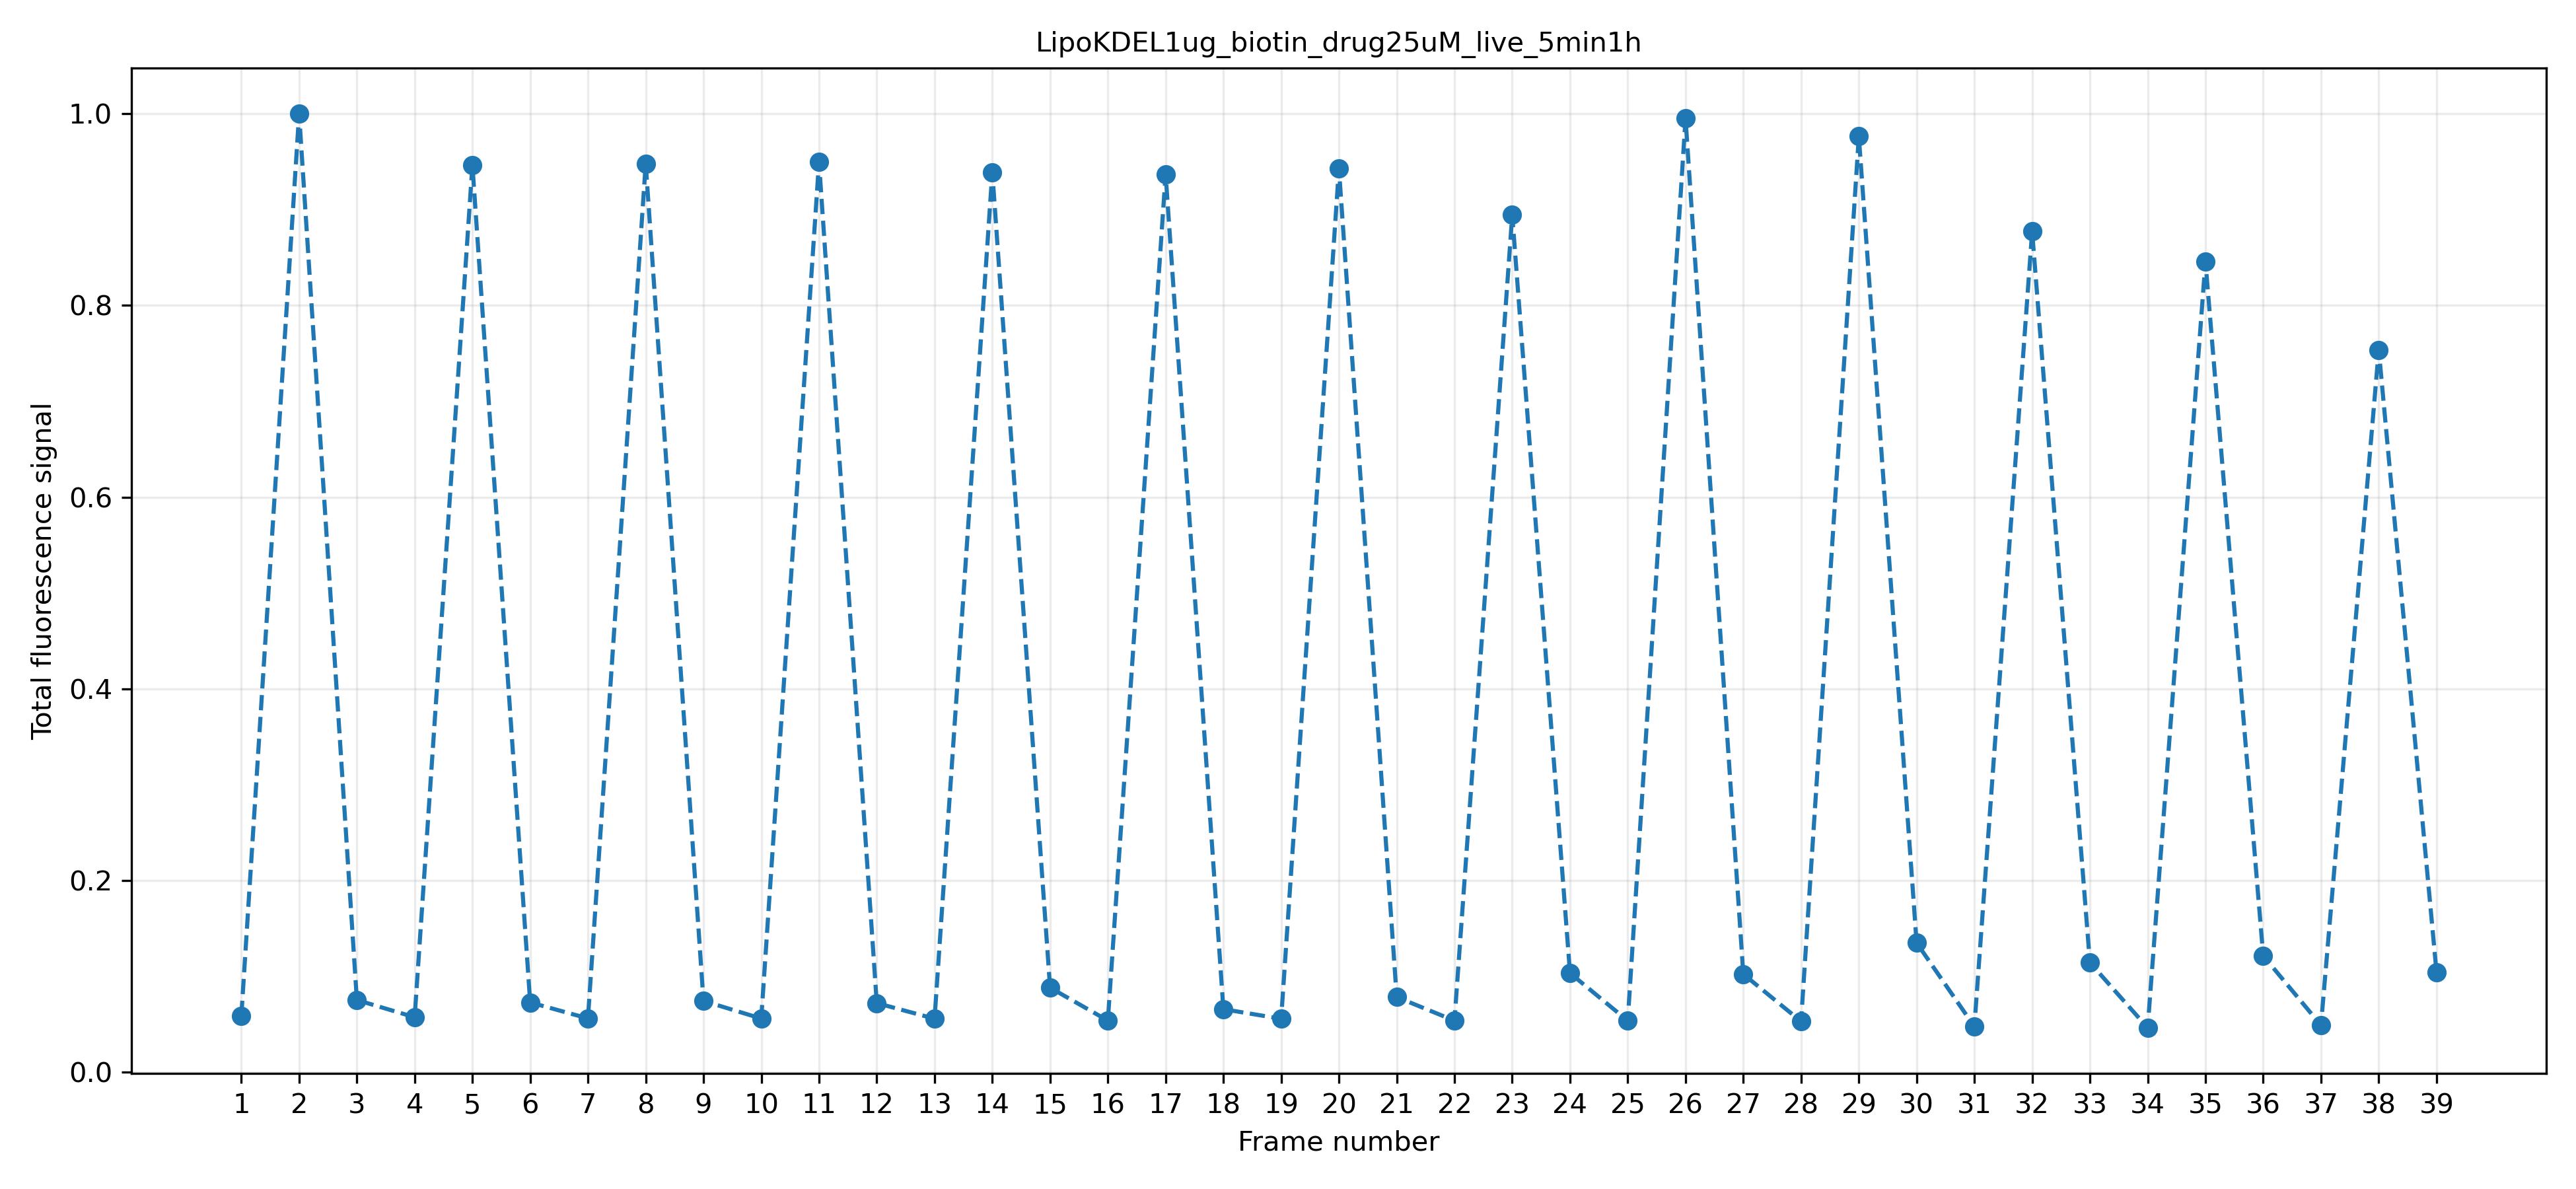 LipoKDEL1ug_biotin_drug25uM_live_5min1h
Total fluorescence signal
1.0
0.8
0.6
0.4
0.2
0.0
1 2 3 4 5 6 7 8 9 10 11 12 13 14 15 16 17 18 19 20 21 22 23 24 25 26 27 28 29 30 31 32 33 34 35 36 37 38 39
Frame number